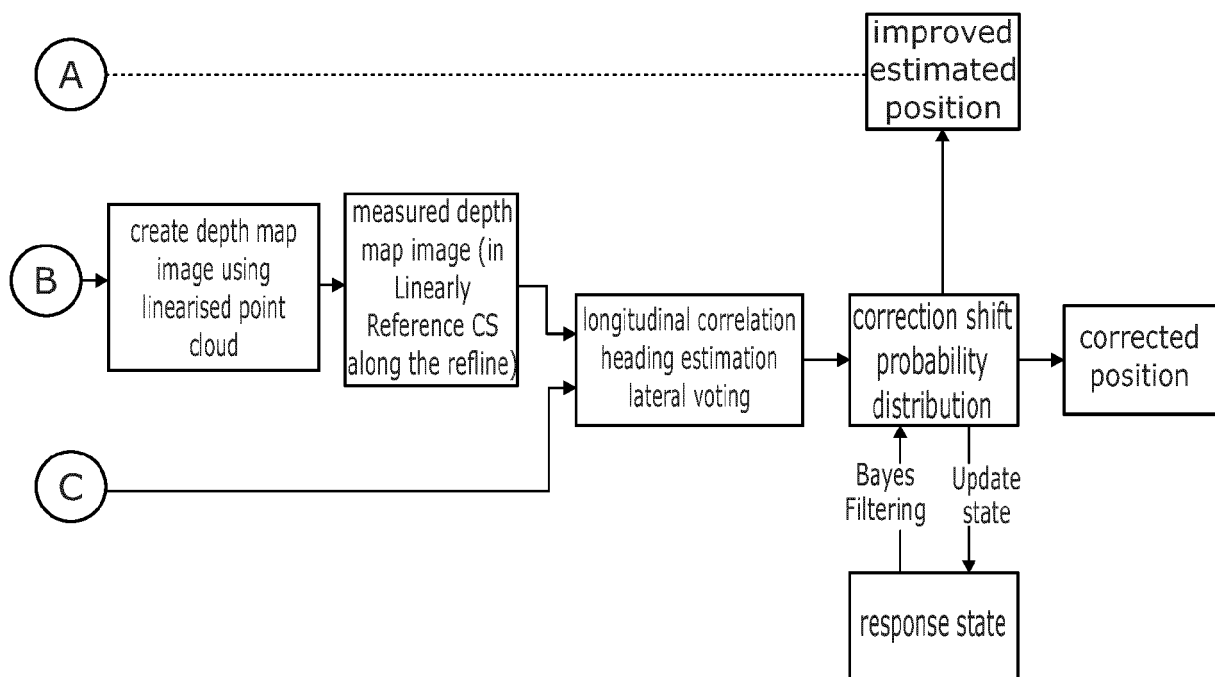 A
improved
estimated
position
B
create depth map
image using
linearised point
cloud
measured depth
map image (in
Linearly
Reference CS
along the refline)
C
longitudinal correlation
heading estimation
lateral voting
correction shift
probability
distribution
corrected
position
Bayes
Filtering
Update
state
response state